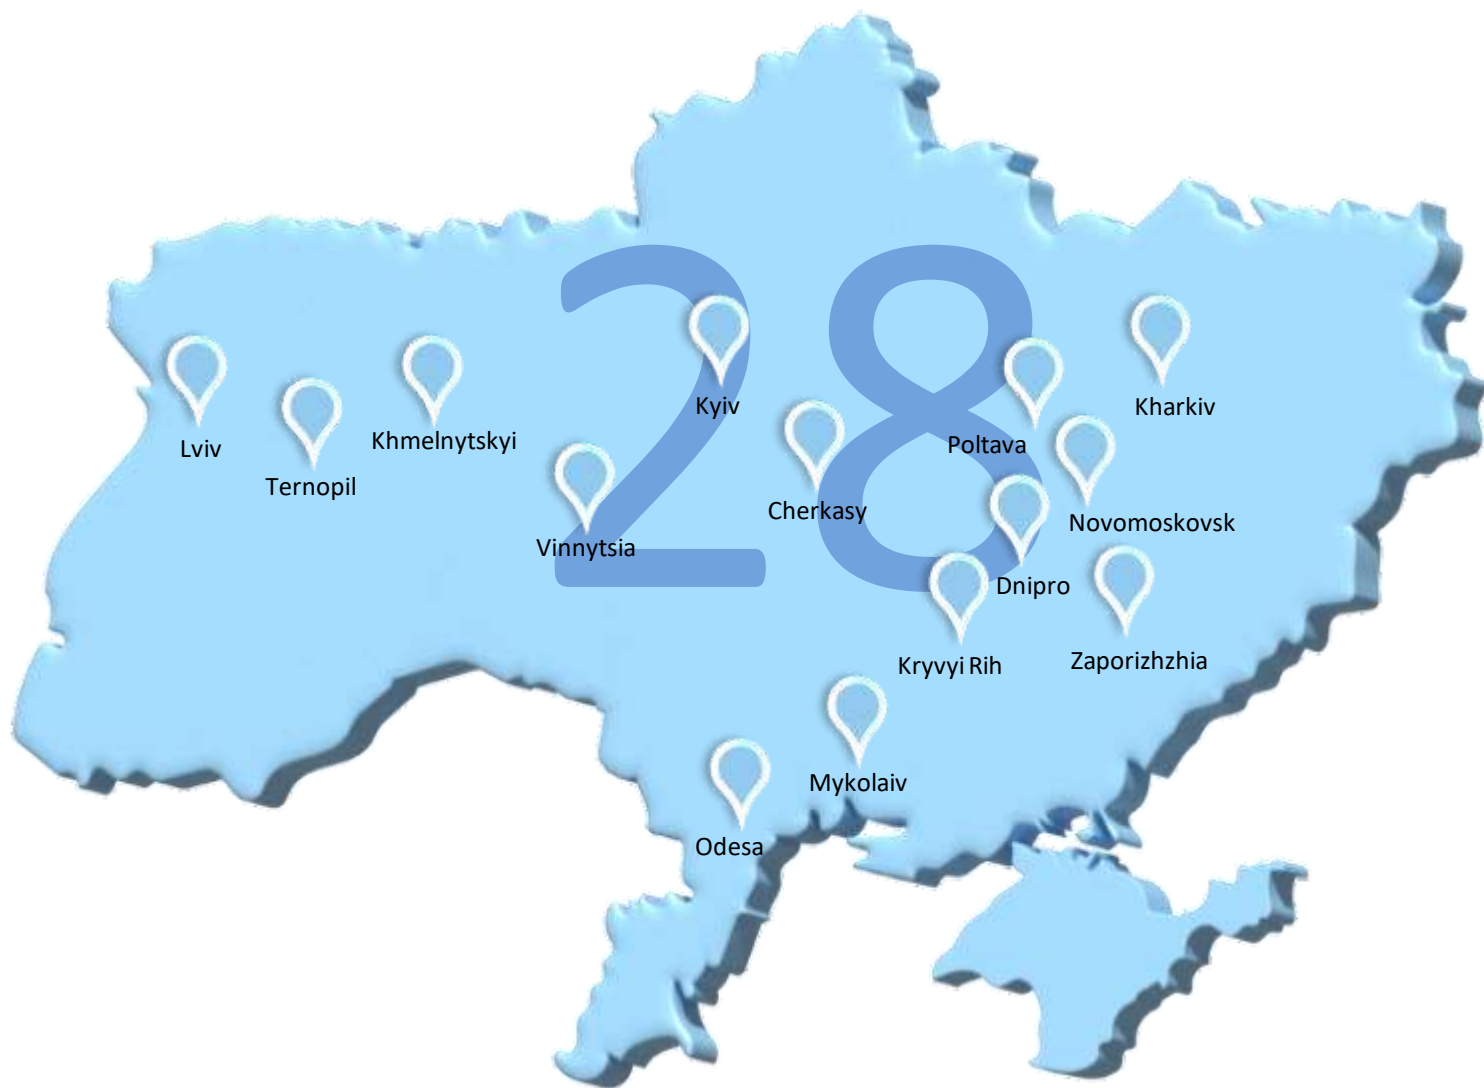 28
Kyiv
Kharkiv
Lviv
Khmelnytskyi
Poltava
Ternopil
Cherkasy
Novomoskovsk
Vinnytsia
Dnipro
Kryvyi Rih
Zaporizhzhia
Mykolaiv
Odesa